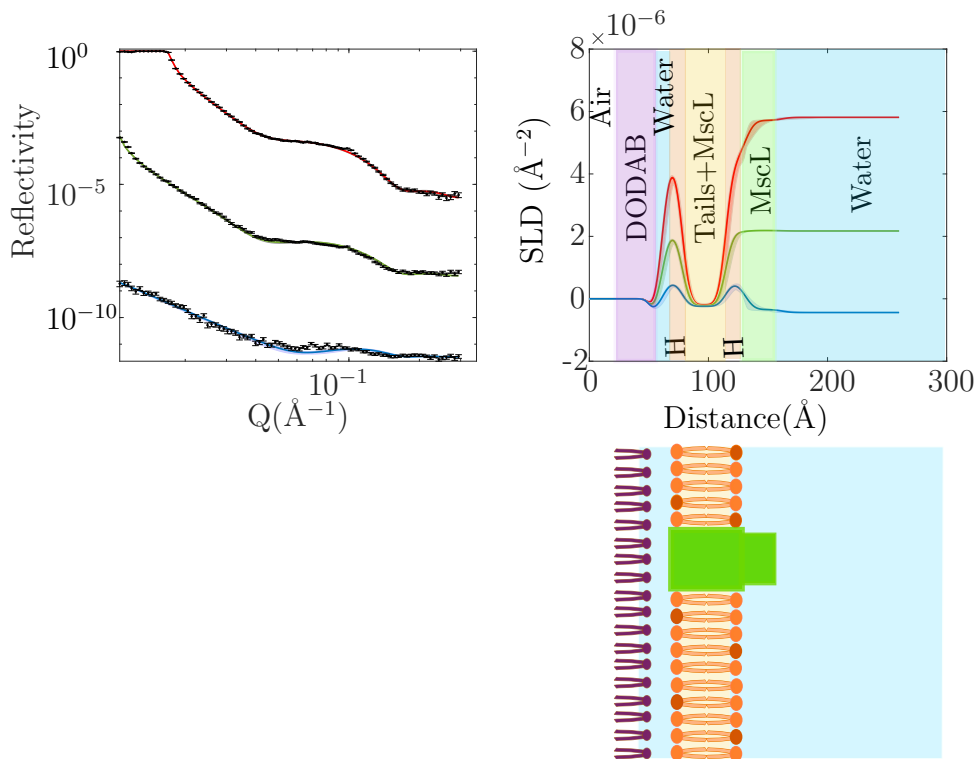 10^0
10^-5
10^-10
Reflectivity
10^-1
Q(Å^-1)
×10^-6
8
6
4
2
0
-2
SLD (Å^-2)
Air
DODAB
Water
H
Tails+MscL
H
MscL
Water
0
100
200
300
Distance(Å)